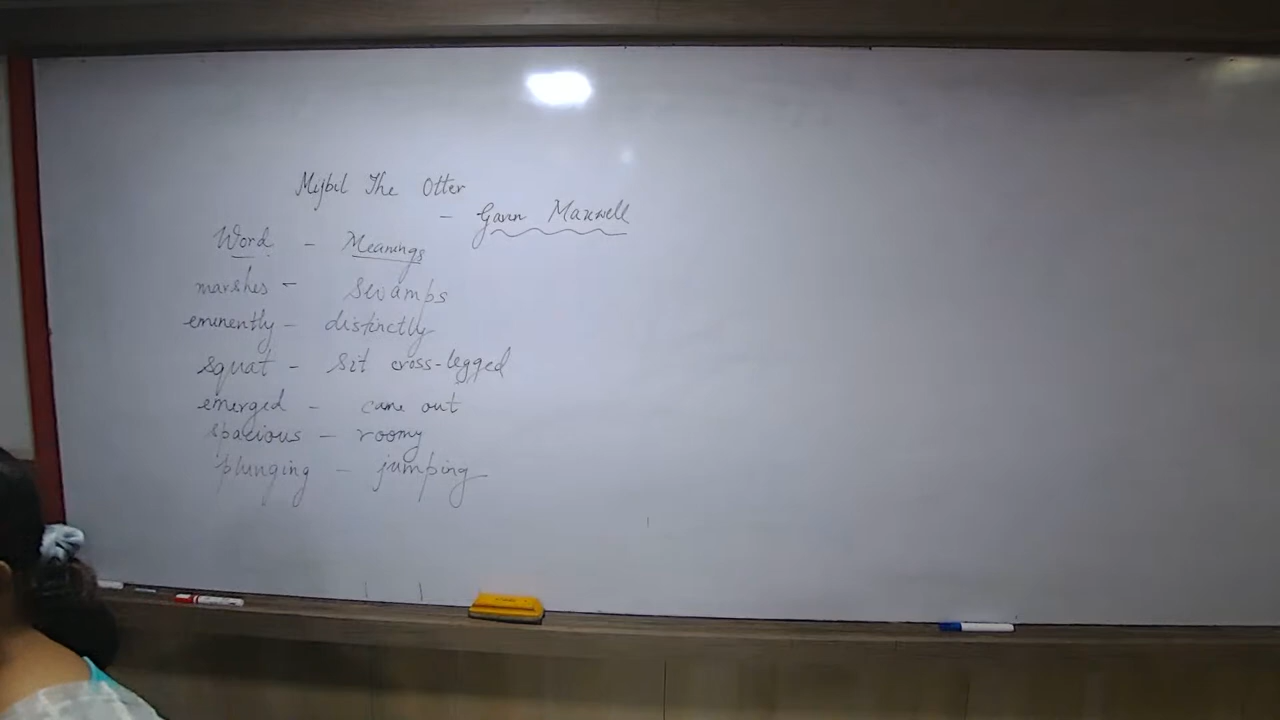 Mijbil The Otter
- Gavin Maxwell
Word - Meanings
marshes - swamps
eminently - distinctly
squat - sit cross-legged
emerged - came out
spacious - roomy
plunging - jumping